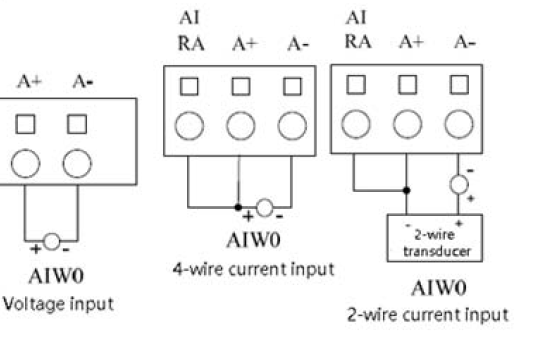 A+ A-
+ -
AIW0
Voltage input
AI
RA A+ A-
+ -
AIW0
4-wire current input
AI
RA A+ A-
-
+
- +
2-wire
transducer
AIW0
2-wire current input